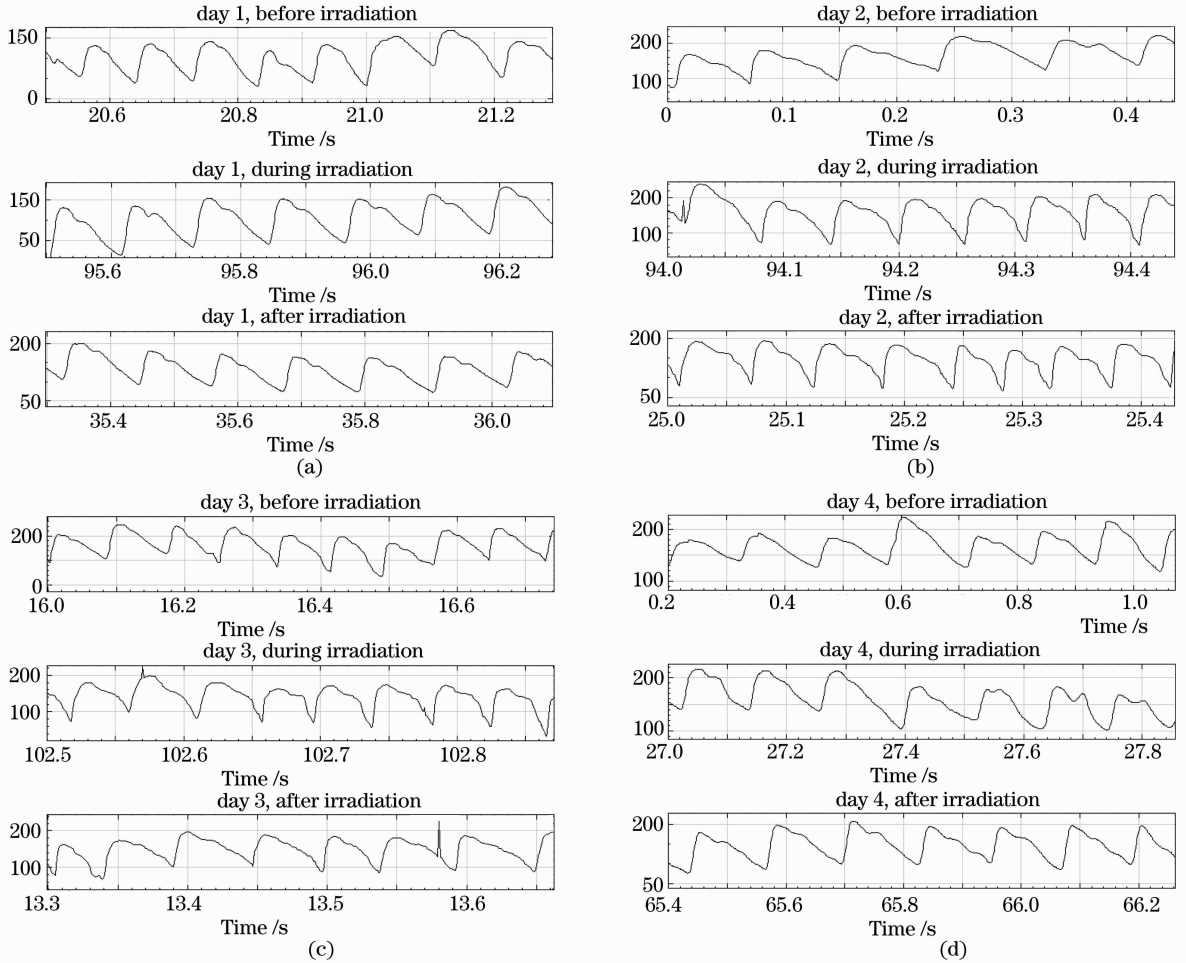 day 1, before irradiation
150
0
20.6 20.8 21.0 21.2
Time /s
day 1, during irradiation
150
50
95.6 95.8 96.0 96.2
Time /s
day 1, after irradiation
200
50
35.4 35.6 35.8 36.0
Time /s
(a)
day 2, before irradiation
200
100
0 0.1 0.2 0.3 0.4
Time /s
day 2, during irradiation
200
100
94.0 94.1 94.2 94.3 94.4
Time /s
day 2, after irradiation
200
50
25.0 25.1 25.2 25.3 25.4
Time /s
(b)
day 3, before irradiation
200
0
16.0 16.2 16.4 16.6
Time /s
day 3, during irradiation
200
100
102.5 102.6 102.7 102.8
Time /s
day 3, after irradiation
200
100
13.3 13.4 13.5 13.6
Time /s
(c)
day 4, before irradiation
200
100
0.2 0.4 0.6 0.8 1.0
Time /s
day 4, during irradiation
200
100
27.0 27.2 27.4 27.6 27.8
Time /s
day 4, after irradiation
200
50
65.4 65.6 65.8 66.0 66.2
Time /s
(d)